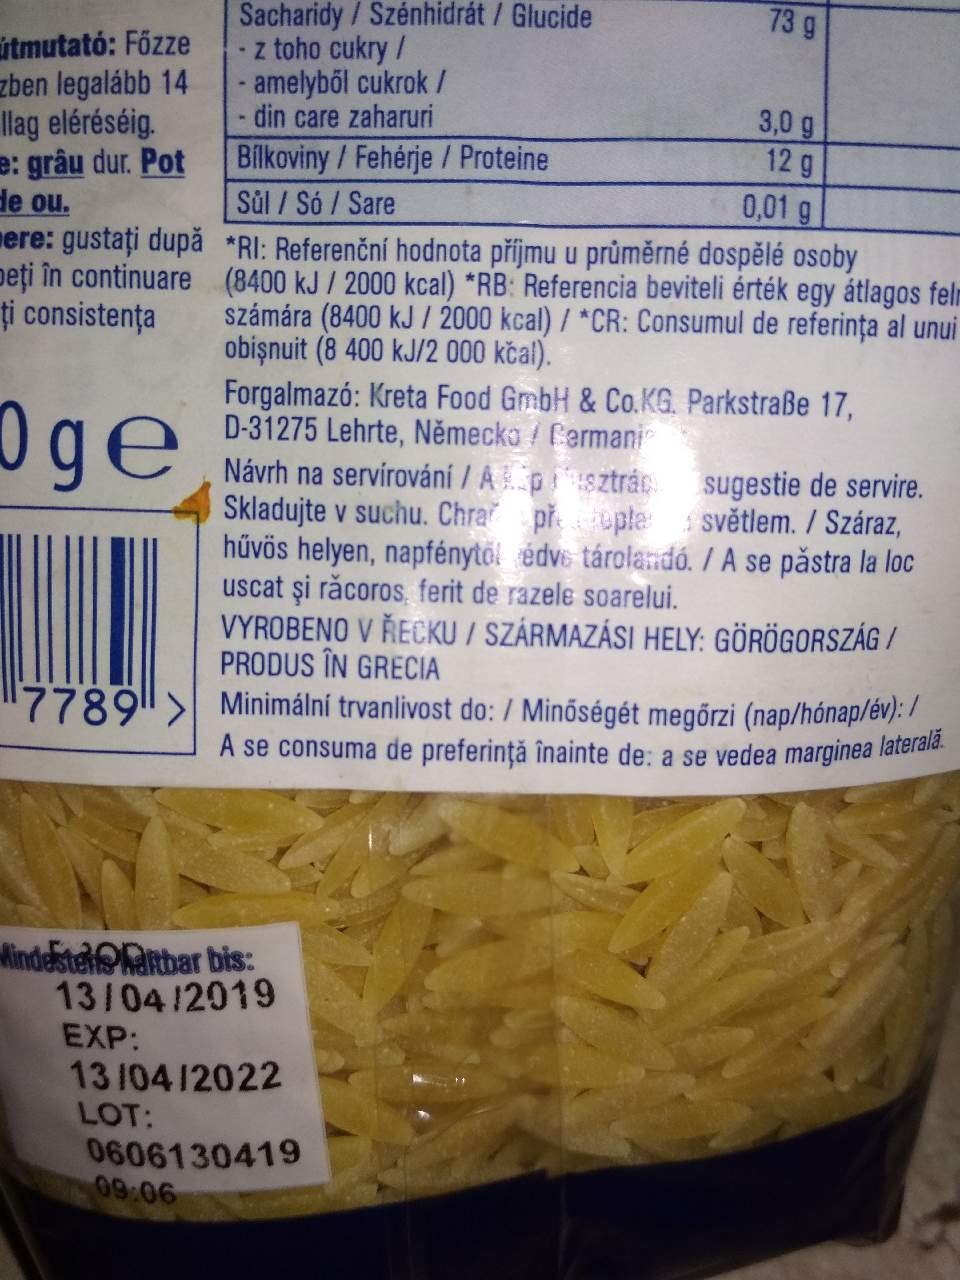 útmutató: Főzze
zben legalább 14
llag eléréséig.
e: grâu dur. Pot
de ou.
gustați după
în continuare
ți consistența
0 g e
7789 >
Sacharidy / Szénhidrát / Glucide 73 g
- z toho cukry /
- amelyből cukrok /
- din care zaharuri 3,0 g
Bílkoviny / Fehérje / Proteine 12 g
Sůl / Só / Sare 0,01 g
*RI: Referenční hodnota příjmu u průměrné dospělé osoby
(8400 kJ / 2000 kcal) *RB: Referencia beviteli érték egy átlagos feln
számára (8400 kJ / 2000 kcal) / *CR: Consumul de referința al unui
obișnuit (8 400 kJ/2 000 kčal).
Forgalmazó: Kreta Food GmbH & Co.KG. Parkstraße 17,
D-31275 Lehrte, Německo / Germania
Návrh na servírování / A sugestie de servire.
Skladujte v suchu. světlem. / Száraz,
hűvös helyen, napfénytől védve tárolandó. / A se păstra la loc
uscat și răcoros, ferit de razele soarelui.
VYROBENO V ŘECKU / SZÁRMAZÁSI HELY: GÖRÖGORSZÁG /
PRODUS ÎN GRECIA
Minimální trvanlivost do: / Minőségét megőrzi (nap/hónap/év): /
A se consuma de preferință înainte de: a se vedea marginea laterală.
Mindestens haltbar bis:
13/04/2019
EXP:
13/04/2022
LOT:
0606130419
09:06